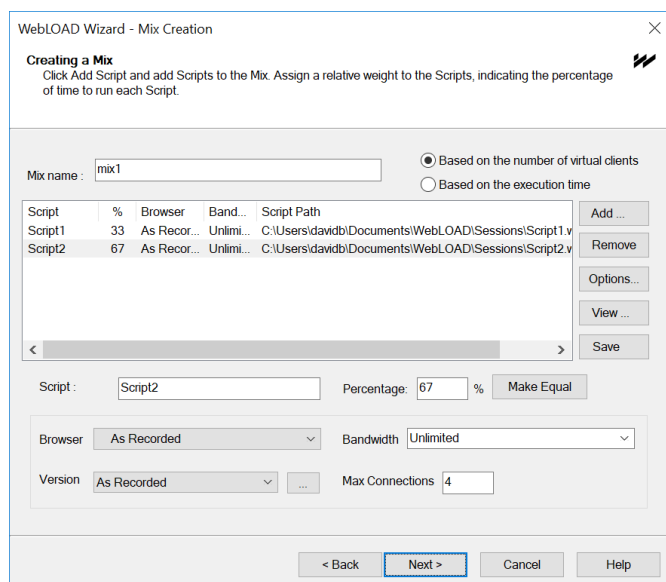 WebLOAD Wizard - Mix Creation
Creating a Mix
Click Add Script and add Scripts to the Mix. Assign a relative weight to the Scripts, indicating the percentage
of time to run each Script.
Based on the number of virtual clients
Mix name : mix1
Based on the execution time
Script % Browser Band... Script Path Add ...
Script1 33 As Recor... Unlimi... C:\Users\davidb\Documents\WebLOAD\Sessions\Script1.w
Script2 67 As Recor... Unlimi... C:\Users\davidb\Documents\WebLOAD\Sessions\Script2.w Remove
Options...
View ...
Save
Script : Script2 Percentage: 67 % Make Equal
Browser As Recorded Bandwidth Unlimited
Version As Recorded ... Max Connections 4
< Back Next > Cancel Help